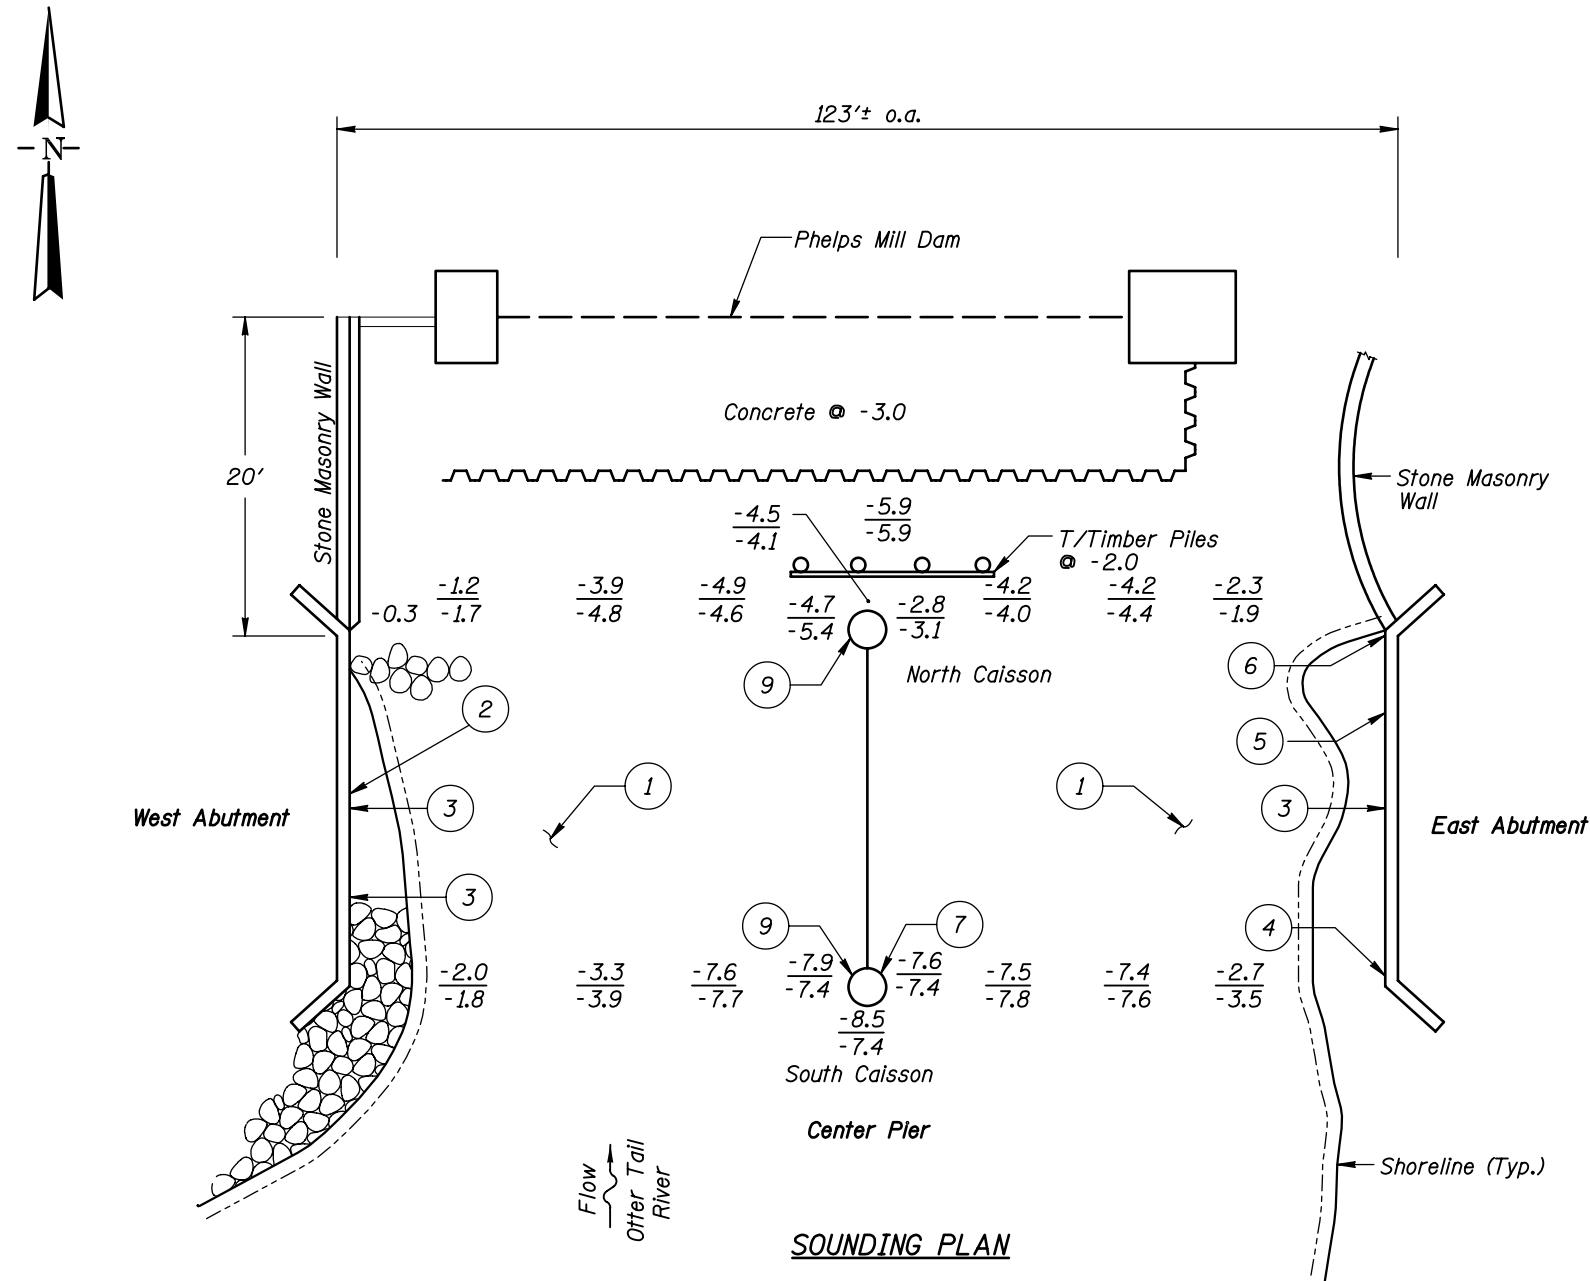 123'± o.a.
N
Phelps Mill Dam
Stone Masonry Wall
Concrete @ -3.0
20'
Stone Masonry
Wall
-4.5
-4.1
-5.9
-5.9
T/Timber Piles
@ -2.0
-0.3
-1.2
-1.7
-3.9
-4.8
-4.9
-4.6
-4.7
-5.4
-2.8
-3.1
-4.2
-4.0
-4.2
-4.4
-2.3
-1.9
6
9
North Caisson
2
5
1
1
3
3
West Abutment
East Abutment
3
9
7
4
-2.0
-1.8
-3.3
-3.9
-7.6
-7.7
-7.9
-7.4
-7.6
-7.4
-7.5
-7.8
-7.4
-7.6
-2.7
-3.5
-8.5
-7.4
South Caisson
Center Pier
Flow
Otter Tail
River
Shoreline (Typ.)
SOUNDING PLAN